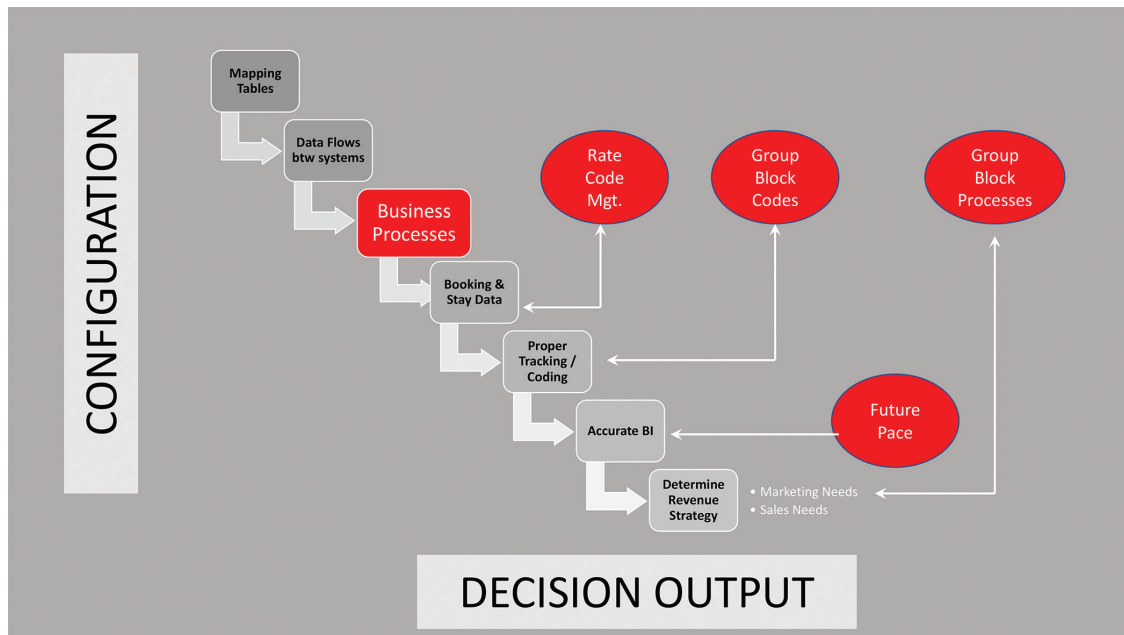 CONFIGURATION
Mapping
Tables
Data Flows
btw systems
Business
Processes
Booking &
Stay Data
Proper
Tracking /
Coding
Accurate BI
Determine
Revenue
Strategy
• Marketing Needs
• Sales Needs
Rate
Code
Mgt.
Group
Block
Codes
Group
Block
Processes
Future
Pace
DECISION OUTPUT